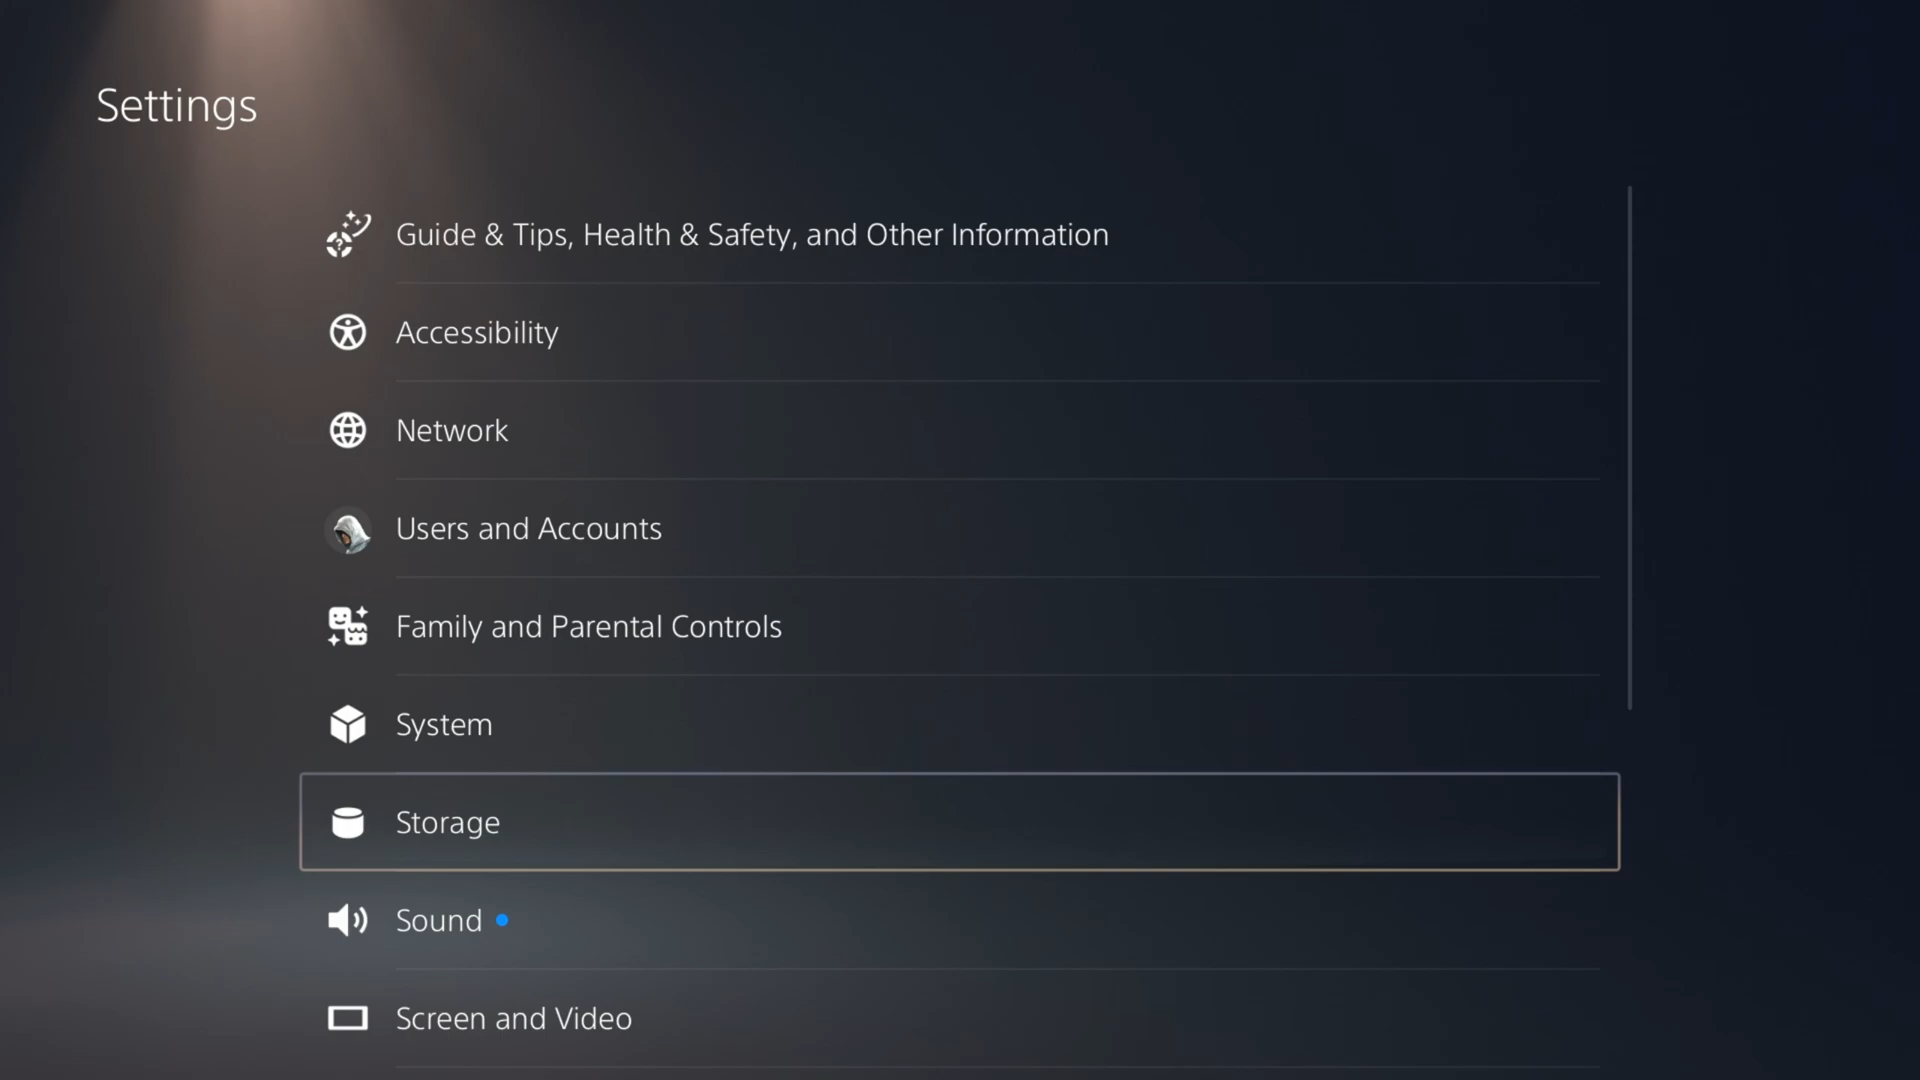 Settings
Guide & Tips, Health & Safety, and Other Information
Accessibility
Network
Users and Accounts
Family and Parental Controls
System
Storage
Sound
Screen and Video